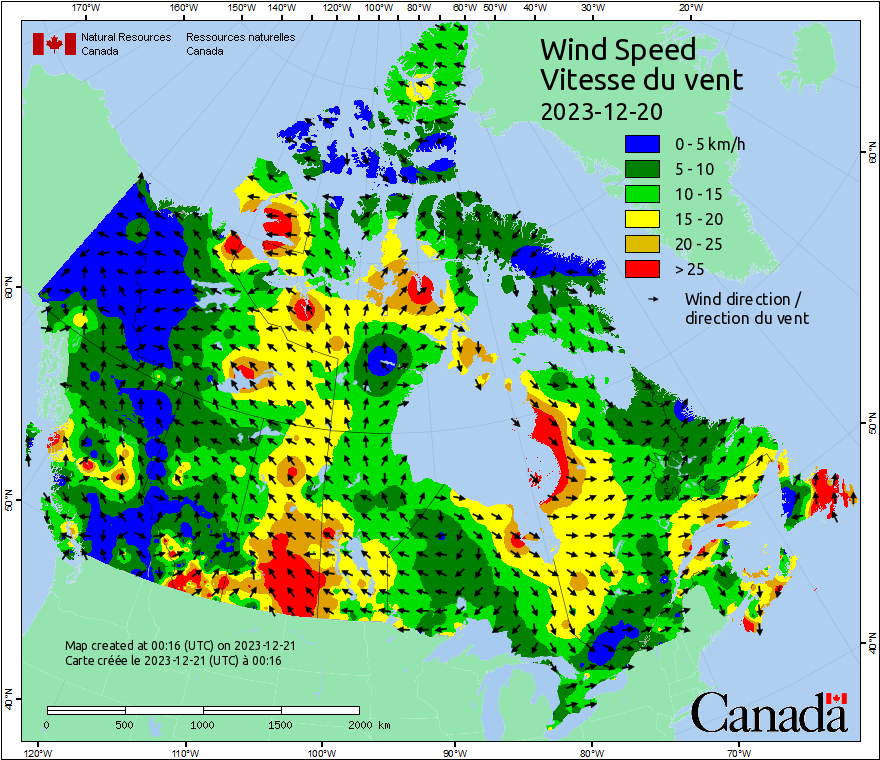 170°W 160°W 150°W 140°W 130°W 120°W 110°W 100°W 90°W 80°W 70°W 60°W 50°W 40°W 30°W 20°W
Natural Resources Canada
Ressources naturelles Canada
Wind Speed
Vitesse du vent
2023-12-20
0 - 5 km/h
5 - 10
10 - 15
15 - 20
20 - 25
> 25
Wind direction /
direction du vent
60°N
60°N
50°N
50°N
40°N
40°N
Map created at 00:16 (UTC) on 2023-12-21
Carte créée le 2023-12-21 (UTC) à 00:16
0 500 1000 1500 2000 km
Canada
120°W 110°W 100°W 90°W 80°W 70°W